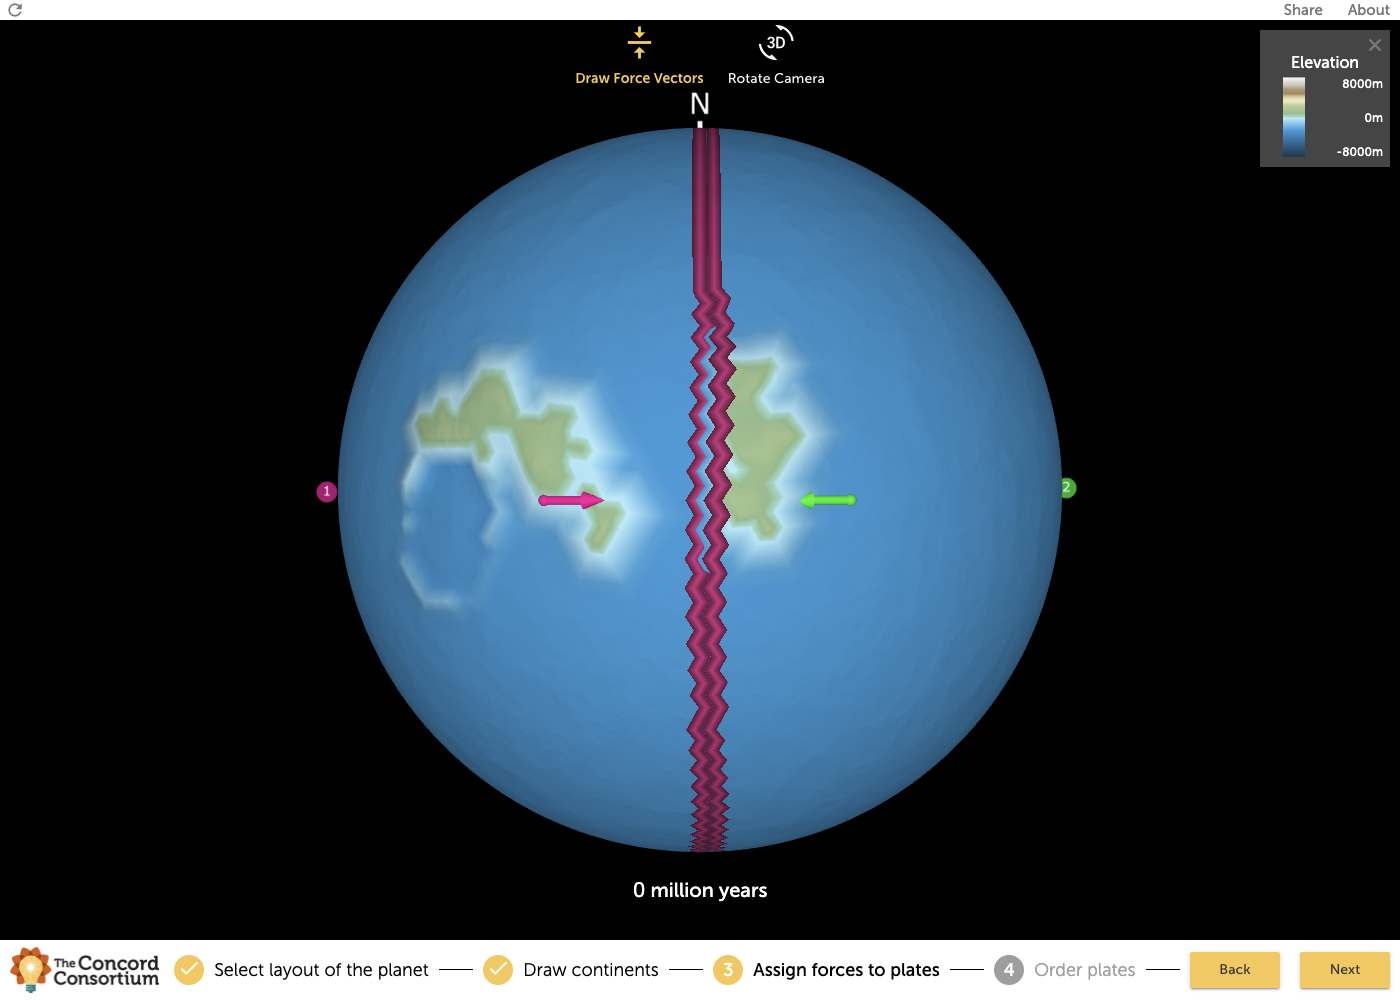 Share About
Draw Force Vectors
3D
Rotate Camera
N
Elevation
8000m
0m
-8000m
1
2
0 million years
The Concord
Consortium
Select layout of the planet
Draw continents
3 Assign forces to plates
4 Order plates
Back
Next